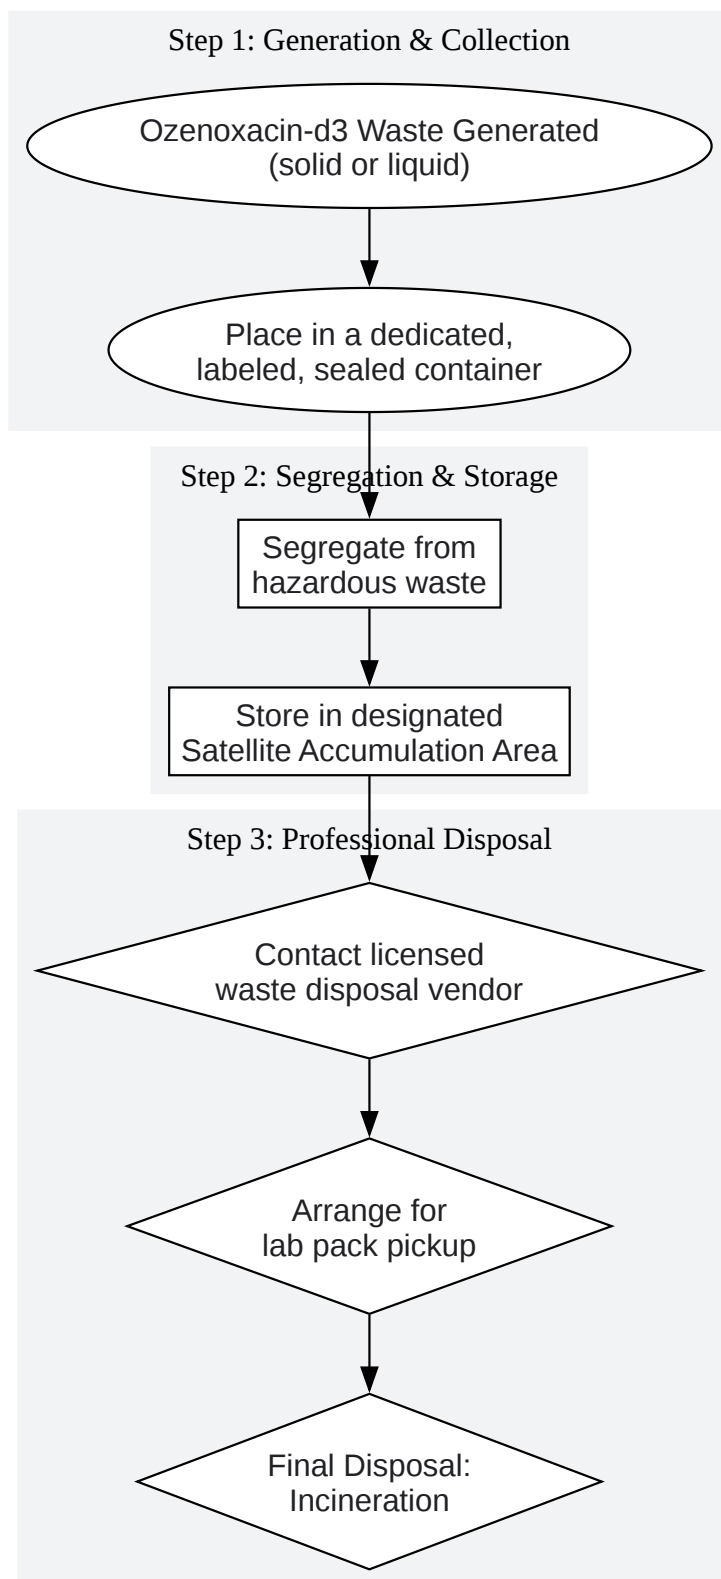 Step 1: Generation & Collection
Ozenoxacin-d3 Waste Generated
(solid or liquid)
Place in a dedicated,
labeled, sealed container
Step 2: Segregation & Storage
Segregate from
hazardous waste
Store in designated
Satellite Accumulation Area
Step 3: Professional Disposal
Contact licensed
waste disposal vendor
Arrange for
lab pack pickup
Final Disposal:
Incineration